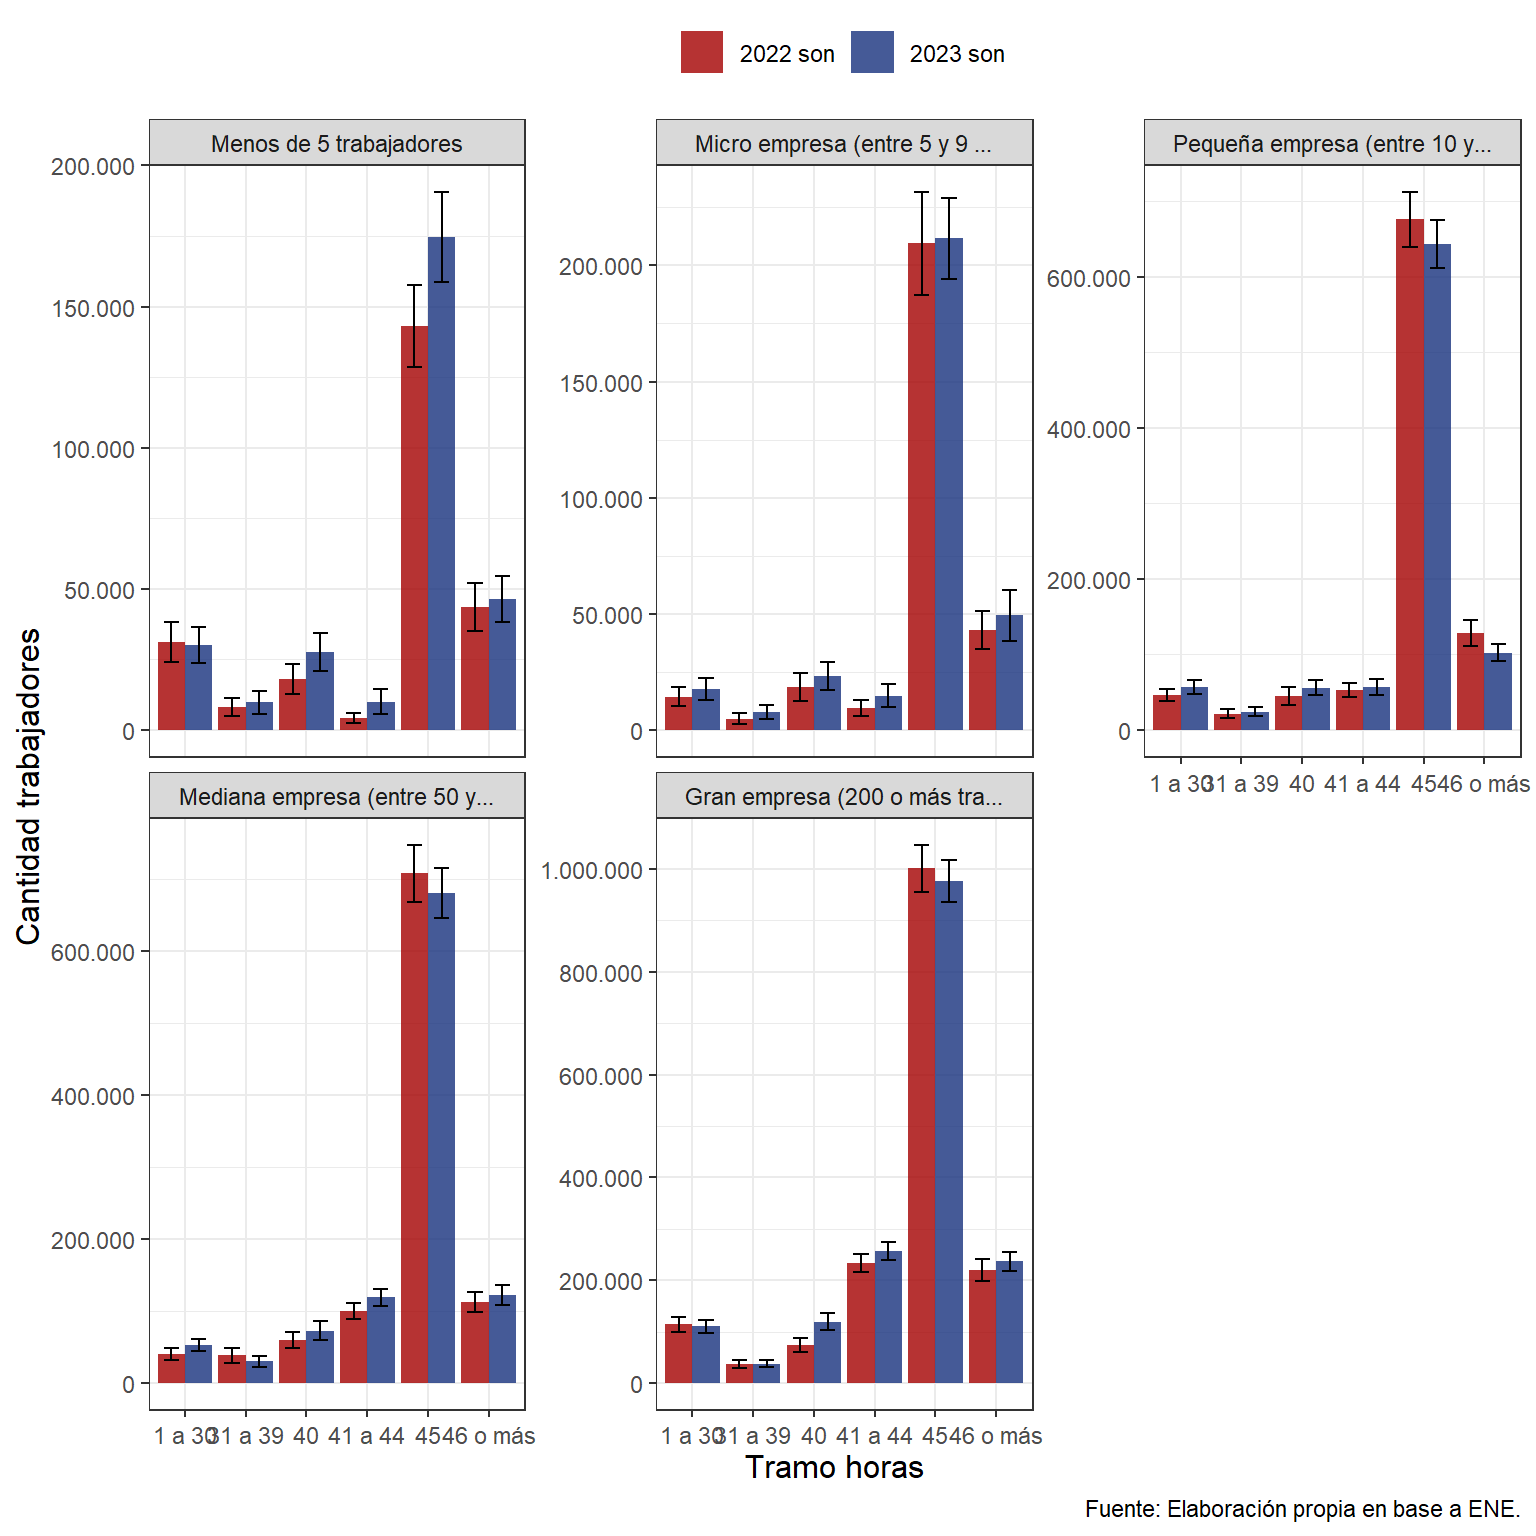 2022 son 2023 son
Menos de 5 trabajadores
Micro empresa (entre 5 y 9 ...
Pequeña empresa (entre 10 y...
200.000
150.000
100.000
50.000
0
200.000
150.000
100.000
50.000
0
600.000
400.000
200.000
0
1 a 30 31 a 39 40 41 a 44 45 46 o más
Cantidad trabajadores
Mediana empresa (entre 50 y...
Gran empresa (200 o más tra...
600.000
400.000
200.000
0
1.000.000
800.000
600.000
400.000
200.000
0
1 a 30 31 a 39 40 41 a 44 45 46 o más
1 a 30 31 a 39 40 41 a 44 45 46 o más
Tramo horas
Fuente: Elaboración propia en base a ENE.